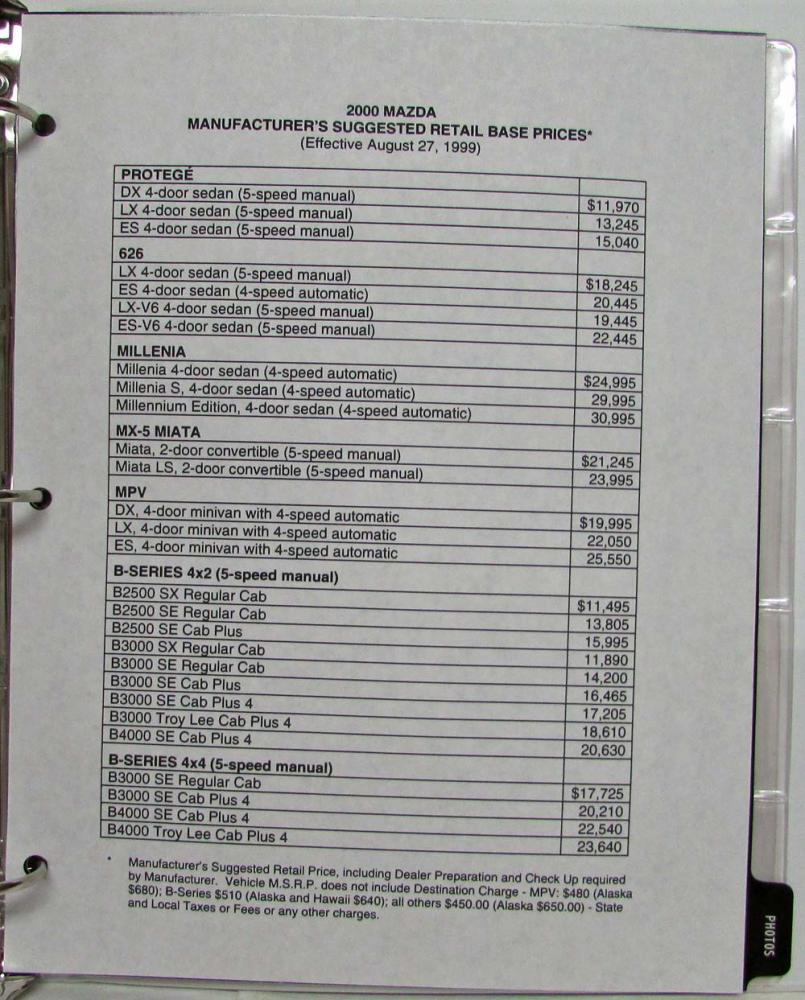 2000 MAZDA
MANUFACTURER'S SUGGESTED RETAIL BASE PRICES*
(Effective August 27, 1999)
PROTEGÉ
DX 4-door sedan (5-speed manual) $11,970
LX 4-door sedan (5-speed manual) 13,245
ES 4-door sedan (5-speed manual) 15,040
626
LX 4-door sedan (5-speed manual) $18,245
ES 4-door sedan (4-speed automatic) 20,445
LX-V6 4-door sedan (5-speed manual) 19,445
ES-V6 4-door sedan (5-speed manual) 22,445
MILLENIA
Millenia 4-door sedan (4-speed automatic) $24,995
Millenia S, 4-door sedan (4-speed automatic) 29,995
Millennium Edition, 4-door sedan (4-speed automatic) 30,995
MX-5 MIATA
Miata, 2-door convertible (5-speed manual) $21,245
Miata LS, 2-door convertible (5-speed manual) 23,995
MPV
DX, 4-door minivan with 4-speed automatic $19,995
LX, 4-door minivan with 4-speed automatic 22,050
ES, 4-door minivan with 4-speed automatic 25,550
B-SERIES 4x2 (5-speed manual)
B2500 SX Regular Cab $11,495
B2500 SE Regular Cab 13,805
B2500 SE Cab Plus 15,995
B3000 SX Regular Cab 11,890
B3000 SE Regular Cab 14,200
B3000 SE Cab Plus 16,465
B3000 SE Cab Plus 4 17,205
B3000 Troy Lee Cab Plus 4 18,610
B4000 SE Cab Plus 4 20,630
B-SERIES 4x4 (5-speed manual)
B3000 SE Regular Cab $17,725
B3000 SE Cab Plus 4 20,210
B4000 SE Cab Plus 4 22,540
B4000 Troy Lee Cab Plus 4 23,640
* Manufacturer's Suggested Retail Price, including Dealer Preparation and Check Up required
by Manufacturer. Vehicle M.S.R.P. does not include Destination Charge - MPV: $480 (Alaska
$680); B-Series $510 (Alaska and Hawaii $640); all others $450.00 (Alaska $650.00) - State
and Local Taxes or Fees or any other charges.
PHOTOS